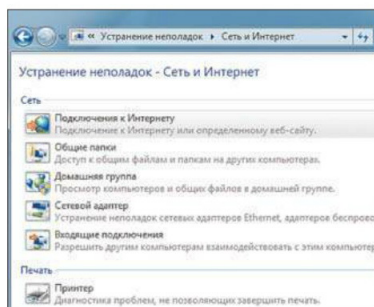 « Устранение неполадок ▸ Сеть и Интернет
Устранение неполадок - Сеть и Интернет
Сеть
Подключения к Интернету
Подключение к Интернету или определенному веб-сайту.
Общие папки
Доступ к общим файлам и папкам на других компьютерах.
Домашняя группа
Просмотр компьютеров и общих файлов в домашней группе.
Сетевой адаптер
Устранение неполадок сетевых адаптеров Ethernet, адаптеров беспрово
Входящие подключения
Разрешить другим компьютерам взаимодействовать с этим компьютер
Печать
Принтер
Диагностика проблем, не позволяющих завершить печать.